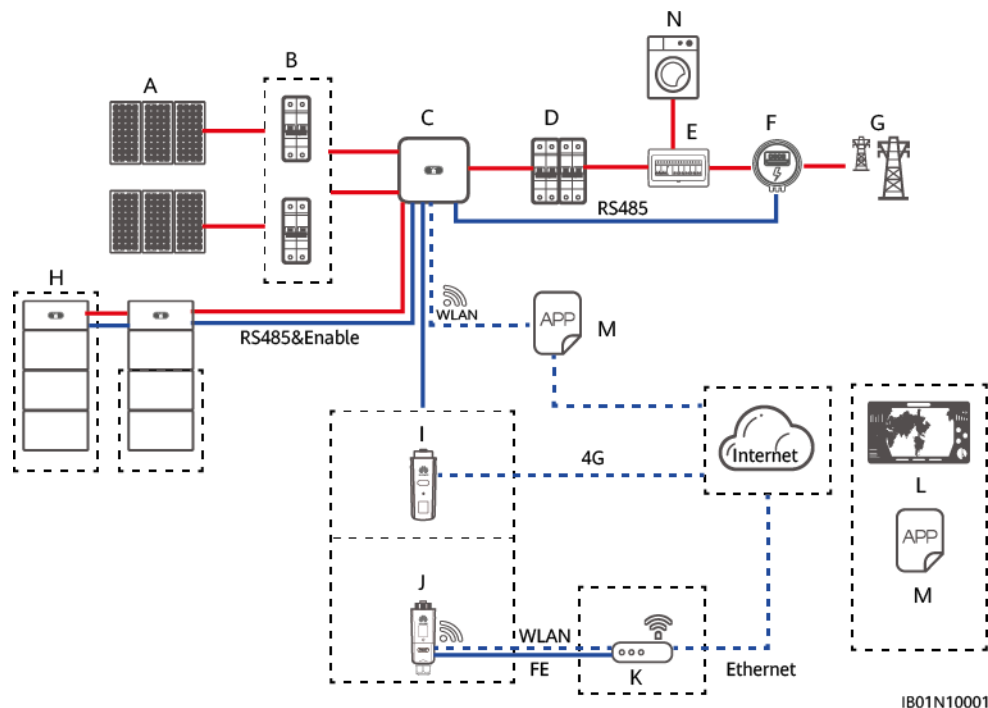 N
B
A
C
D
E
F
G
RS485
H
WLAN
APP
M
RS485&Enable
I
4G
Internet
L
APP
M
J
WLAN
FE
K
Ethernet
IB01N10001